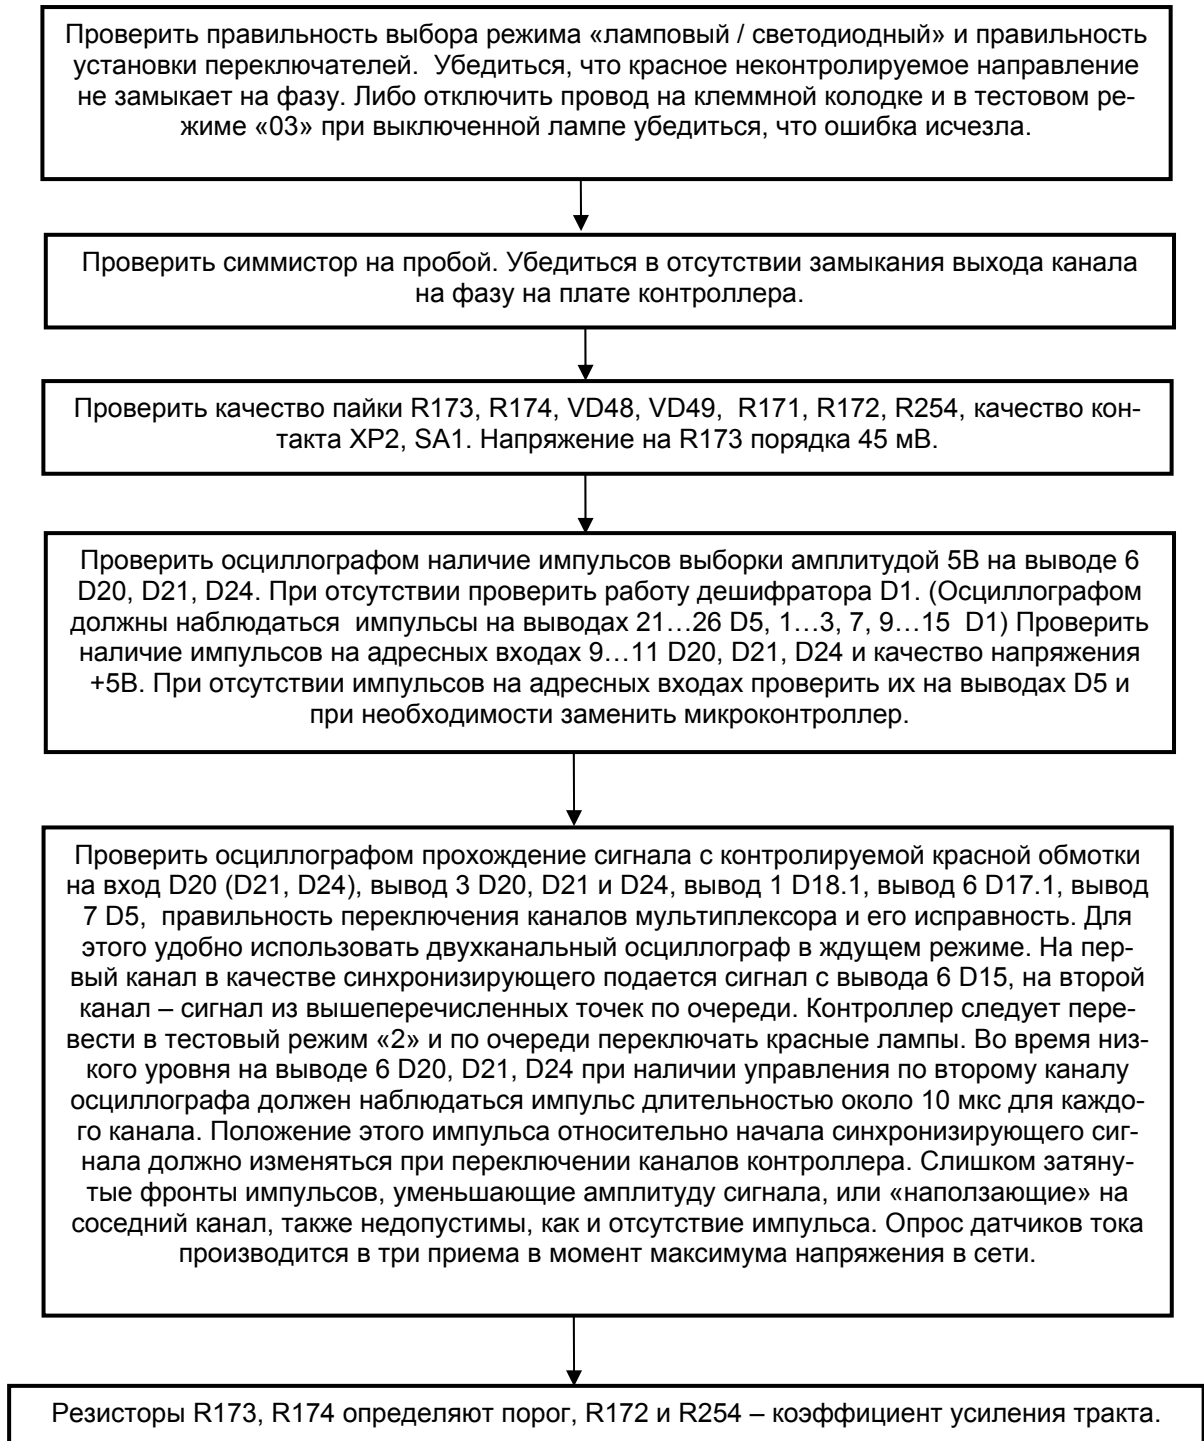 Проверить правильность выбора режима «ламповый / светодиодный» и правильность
установки переключателей.  Убедиться, что красное неконтролируемое направление
не замыкает на фазу. Либо отключить провод на клеммной колодке и в тестовом ре-
жиме «03» при выключенной лампе убедиться, что ошибка исчезла.
Проверить симмистор на пробой. Убедиться в отсутствии замыкания выхода канала
на фазу на плате контроллера.
Проверить качество пайки R173, R174, VD48, VD49,  R171, R172, R254, качество кон-
такта XP2, SA1. Напряжение на R173 порядка 45 мВ.
Проверить осциллографом наличие импульсов выборки амплитудой 5В на выводе 6
D20, D21, D24. При отсутствии проверить работу дешифратора D1. (Осциллографом
должны наблюдаться  импульсы на выводах 21…26 D5, 1…3, 7, 9…15  D1) Проверить
наличие импульсов на адресных входах 9…11 D20, D21, D24 и качество напряжения
+5В. При отсутствии импульсов на адресных входах проверить их на выводах D5 и
при необходимости заменить микроконтроллер.
Проверить осциллографом прохождение сигнала с контролируемой красной обмотки
на вход D20 (D21, D24), вывод 3 D20, D21 и D24, вывод 1 D18.1, вывод 6 D17.1, вывод
7 D5,  правильность переключения каналов мультиплексора и его исправность. Для
этого удобно использовать двухканальный осциллограф в ждущем режиме. На пер-
вый канал в качестве синхронизирующего подается сигнал с вывода 6 D15, на второй
канал – сигнал из вышеперечисленных точек по очереди. Контроллер следует пере-
вести в тестовый режим «2» и по очереди переключать красные лампы. Во время низ-
кого уровня на выводе 6 D20, D21, D24 при наличии управления по второму каналу
осциллографа должен наблюдаться импульс длительностью около 10 мкс для каждо-
го канала. Положение этого импульса относительно начала синхронизирующего сиг-
нала должно изменяться при переключении каналов контроллера. Слишком затяну-
тые фронты импульсов, уменьшающие амплитуду сигнала, или «наползающие» на
соседний канал, также недопустимы, как и отсутствие импульса. Опрос датчиков тока
производится в три приема в момент максимума напряжения в сети.
Резисторы R173, R174 определяют порог, R172 и R254 – коэффициент усиления тракта.